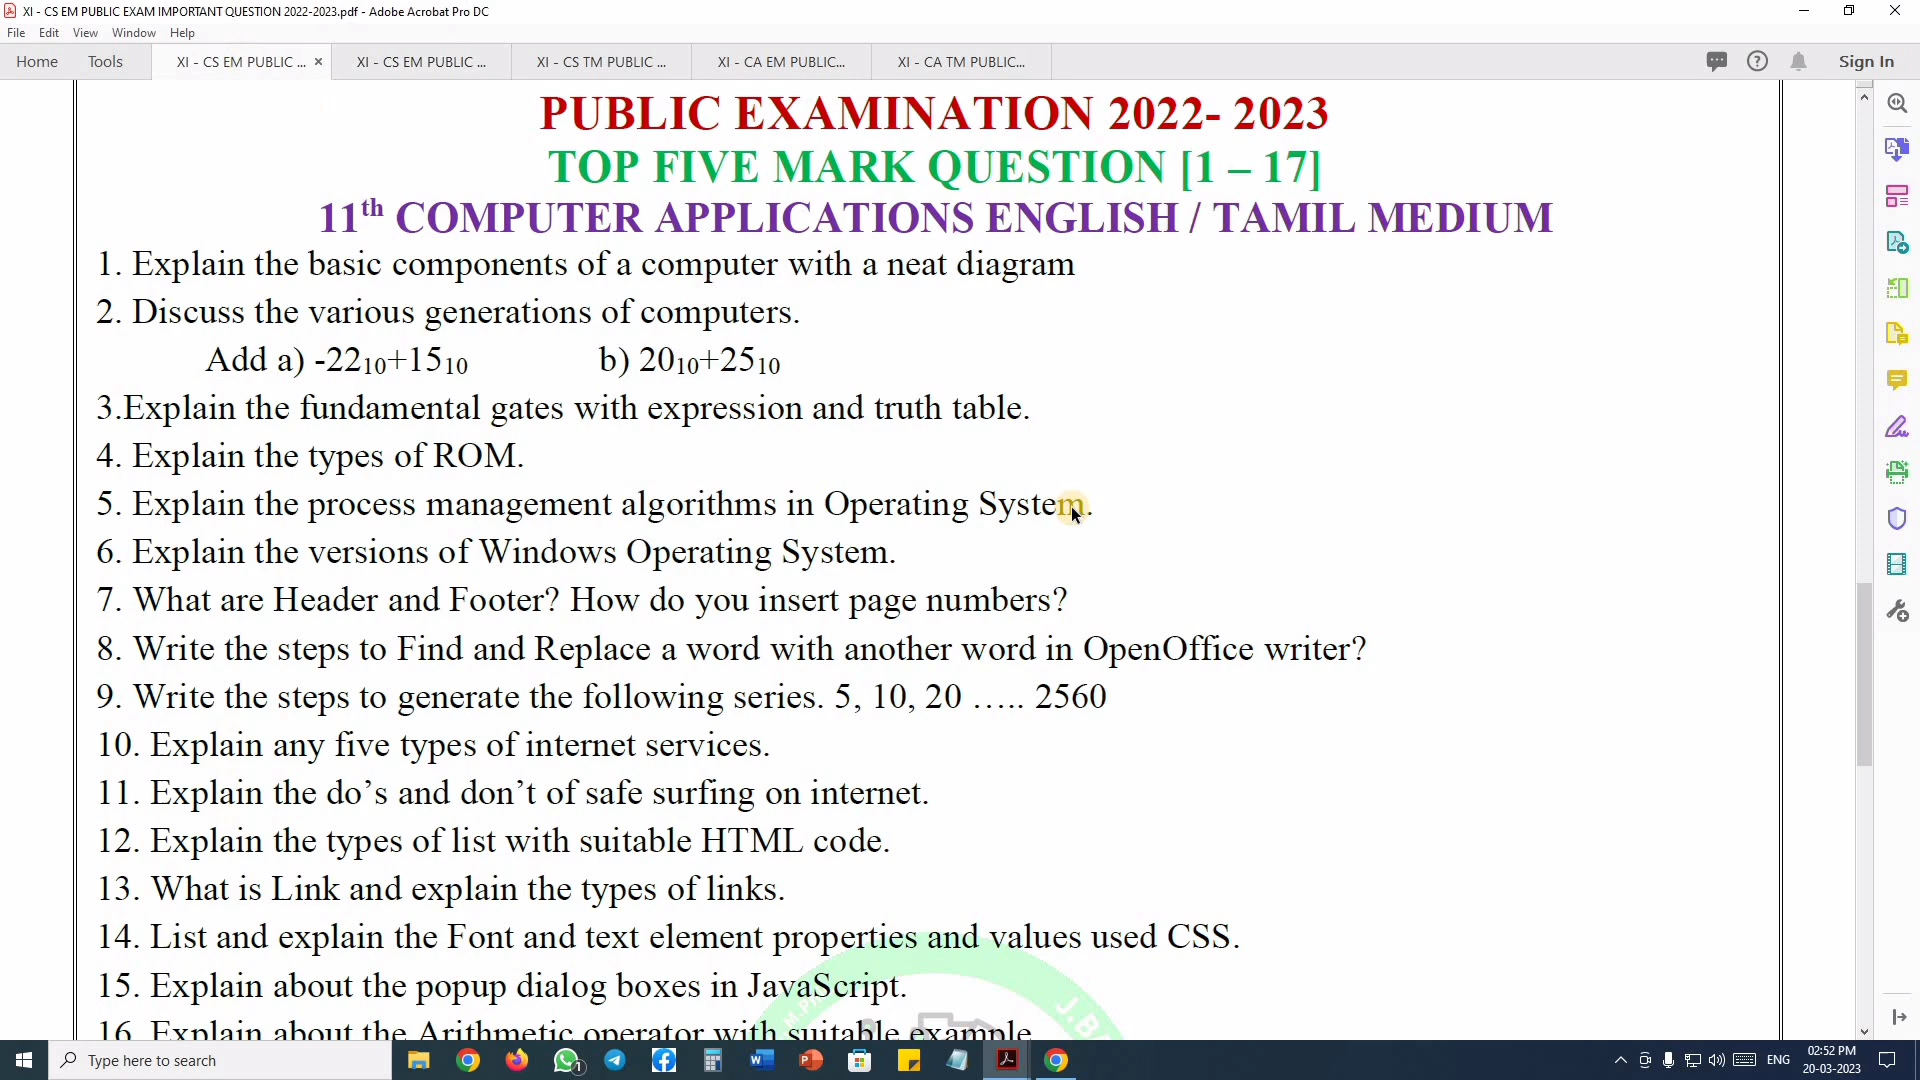 XI - CS EM PUBLIC EXAM IMPORTANT QUESTION 2022-2023.pdf - Adobe Acrobat Pro DC
File Edit View Window Help
Home Tools XI - CS EM PUBLIC ... × XI - CS EM PUBLIC ... XI - CS TM PUBLIC ... XI - CA EM PUBLIC... XI - CA TM PUBLIC... Sign In
PUBLIC EXAMINATION 2022- 2023
TOP FIVE MARK QUESTION [1 – 17]
11th COMPUTER APPLICATIONS ENGLISH / TAMIL MEDIUM
1. Explain the basic components of a computer with a neat diagram
2. Discuss the various generations of computers.
Add a) -22₁₀+15₁₀ b) 20₁₀+25₁₀
3.Explain the fundamental gates with expression and truth table.
4. Explain the types of ROM.
5. Explain the process management algorithms in Operating System.
6. Explain the versions of Windows Operating System.
7. What are Header and Footer? How do you insert page numbers?
8. Write the steps to Find and Replace a word with another word in OpenOffice writer?
9. Write the steps to generate the following series. 5, 10, 20 ….. 2560
10. Explain any five types of internet services.
11. Explain the do’s and don’t of safe surfing on internet.
12. Explain the types of list with suitable HTML code.
13. What is Link and explain the types of links.
14. List and explain the Font and text element properties and values used CSS.
15. Explain about the popup dialog boxes in JavaScript.
16. Explain about the Arithmetic operator with suitable example
Type here to search
ENG 02:52 PM
20-03-2023